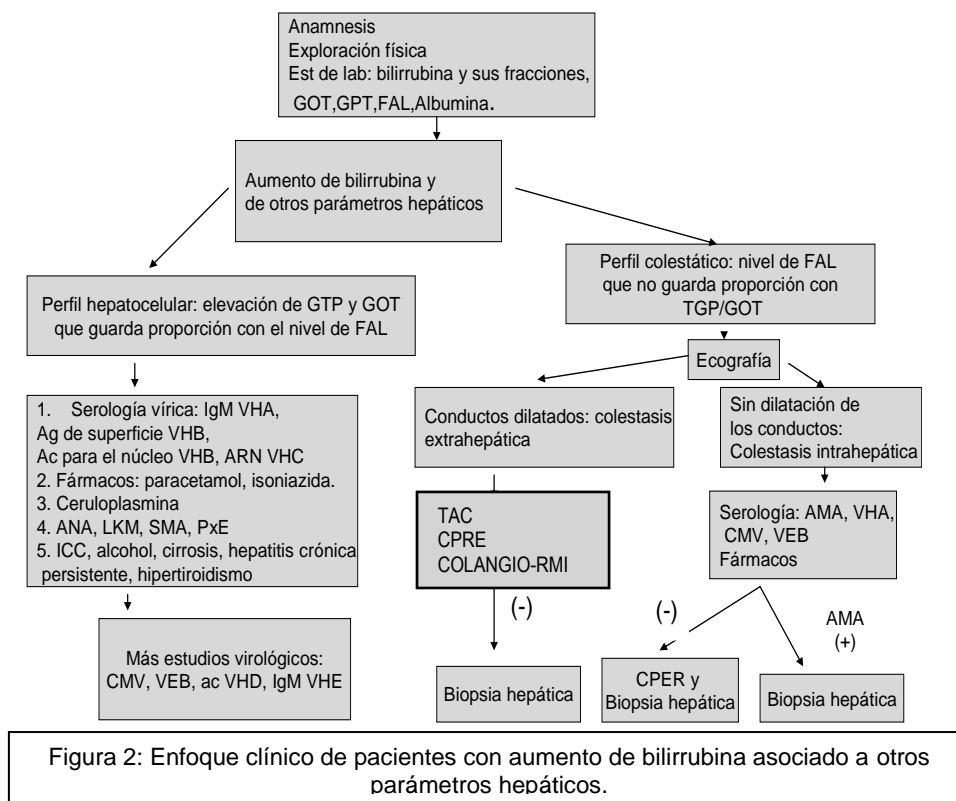 Anamnesis
Exploración física
Est de lab: bilirrubina y sus fracciones,
GOT,GPT,FAL,Albumina.
Aumento de bilirrubina y
de otros parámetros hepáticos
Perfil hepatocelular: elevación de GTP y GOT
que guarda proporción con el nivel de FAL
Perfil colestático: nivel de FAL
que no guarda proporción con
TGP/GOT
Ecografía
1. Serología vírica: IgM VHA,
Ag de superficie VHB,
Ac para el núcleo VHB, ARN VHC
2. Fármacos: paracetamol, isoniazida.
3. Ceruloplasmina
4. ANA, LKM, SMA, PxE
5. ICC, alcohol, cirrosis, hepatitis crónica
persistente, hipertiroidismo
Más estudios virológicos:
CMV, VEB, ac VHD, IgM VHE
Conductos dilatados: colestasis
extrahepática
TAC
CPRE
COLANGIO-RMI
(-)
Biopsia hepática
Sin dilatación de
los conductos:
Colestasis intrahepática
Serología: AMA, VHA,
CMV, VEB
Fármacos
(-)
AMA
(+)
CPER y
Biopsia hepática
Biopsia hepática
Figura 2: Enfoque clínico de pacientes con aumento de bilirrubina asociado a otros
parámetros hepáticos.